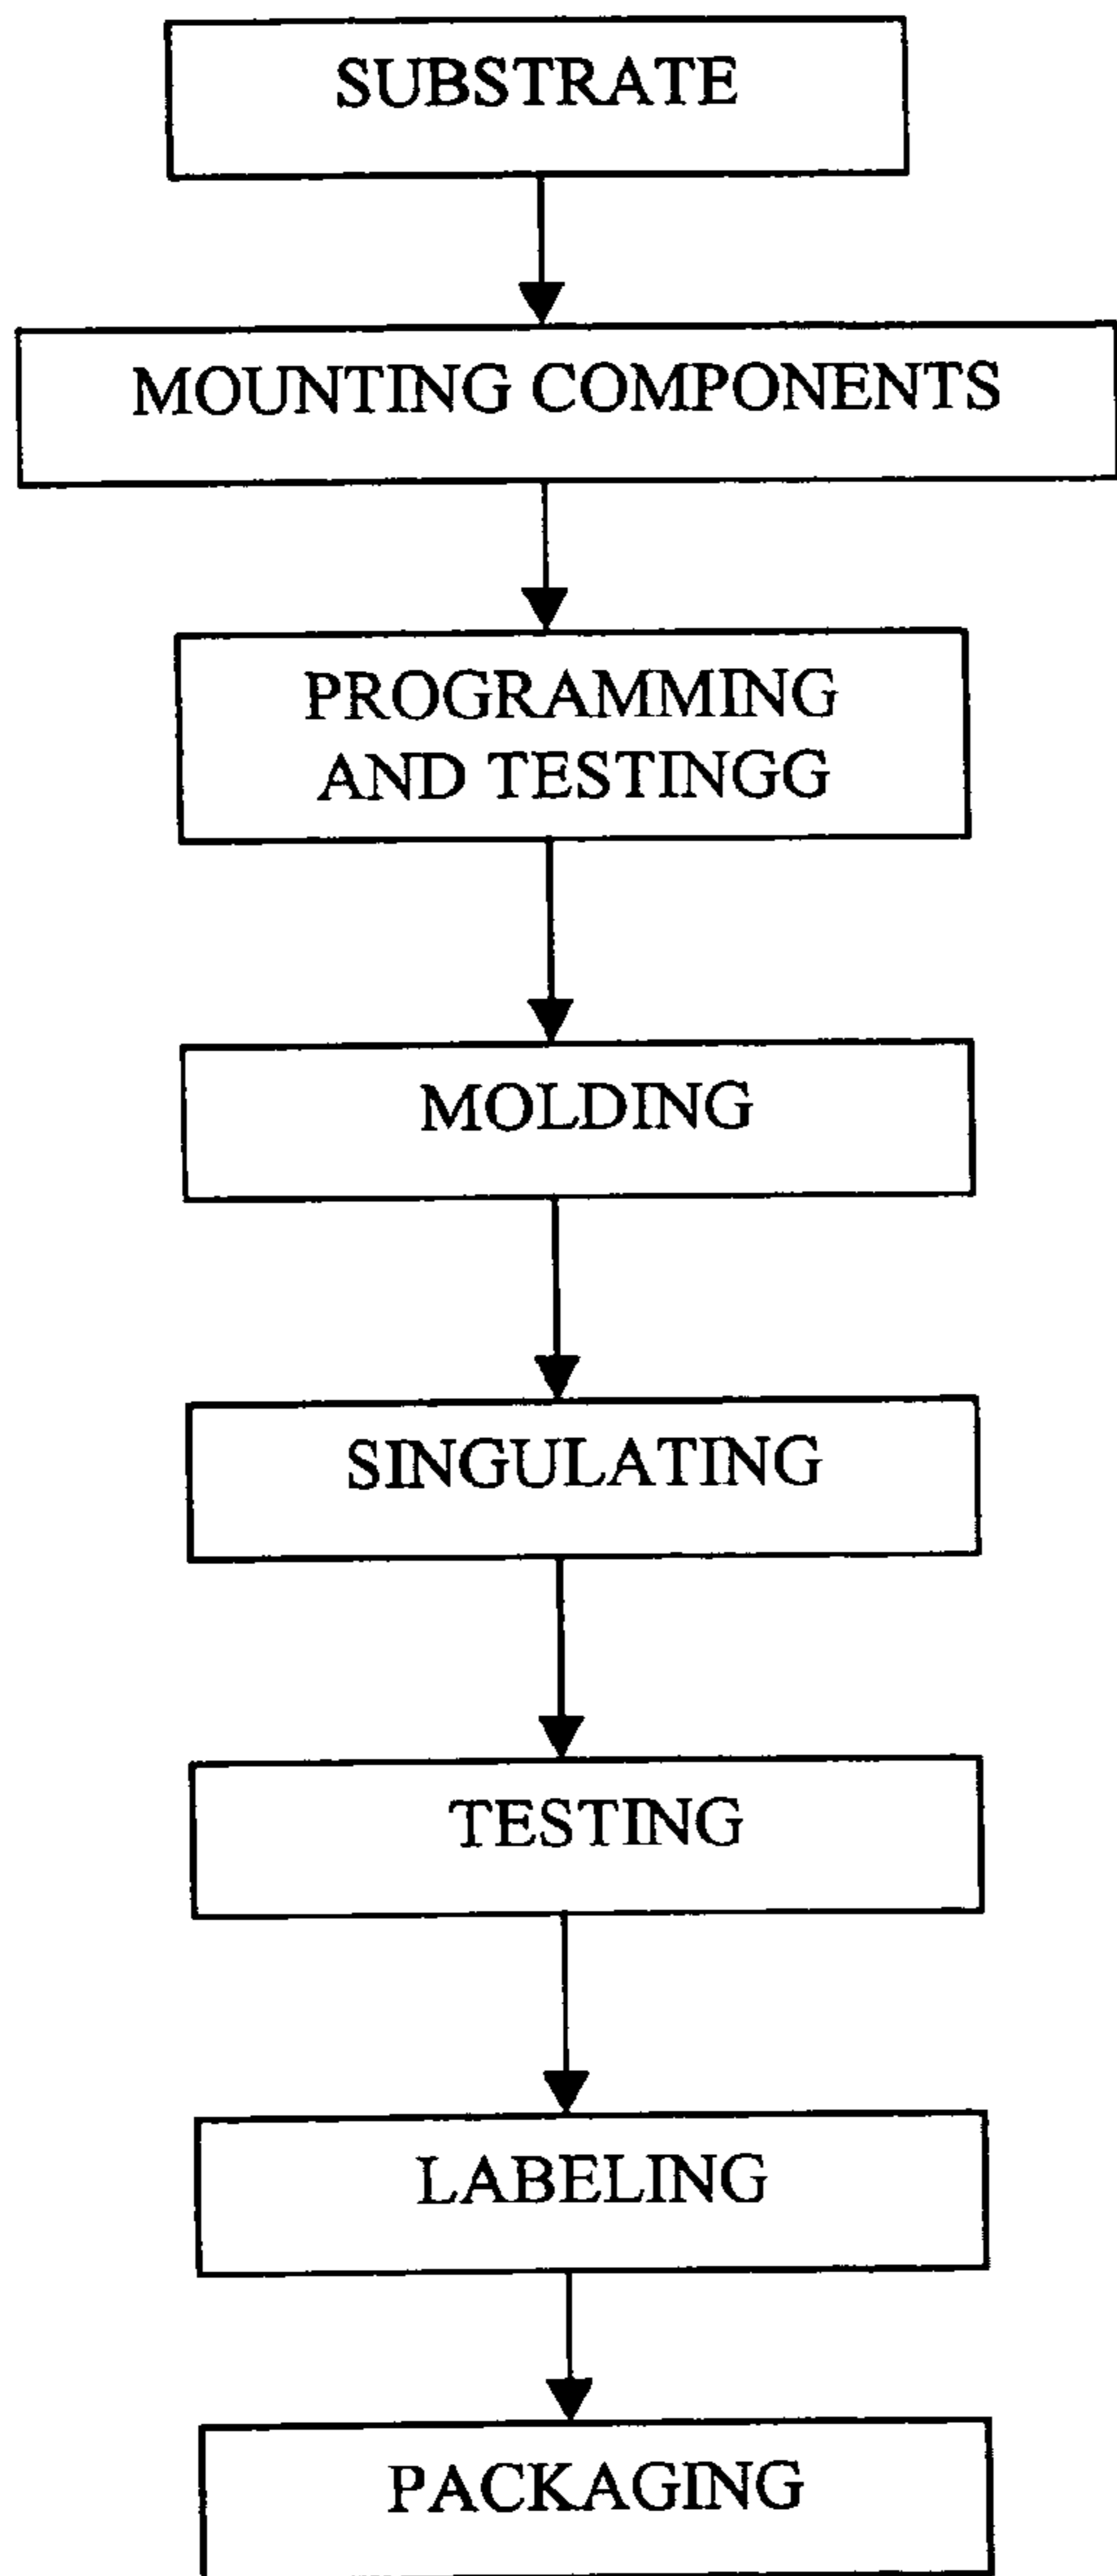 SUBSTRATE
MOUNTING COMPONENTS
PROGRAMMING
AND TESTINGG
MOLDING
SINGULATING
TESTING
LABELING
PACKAGING